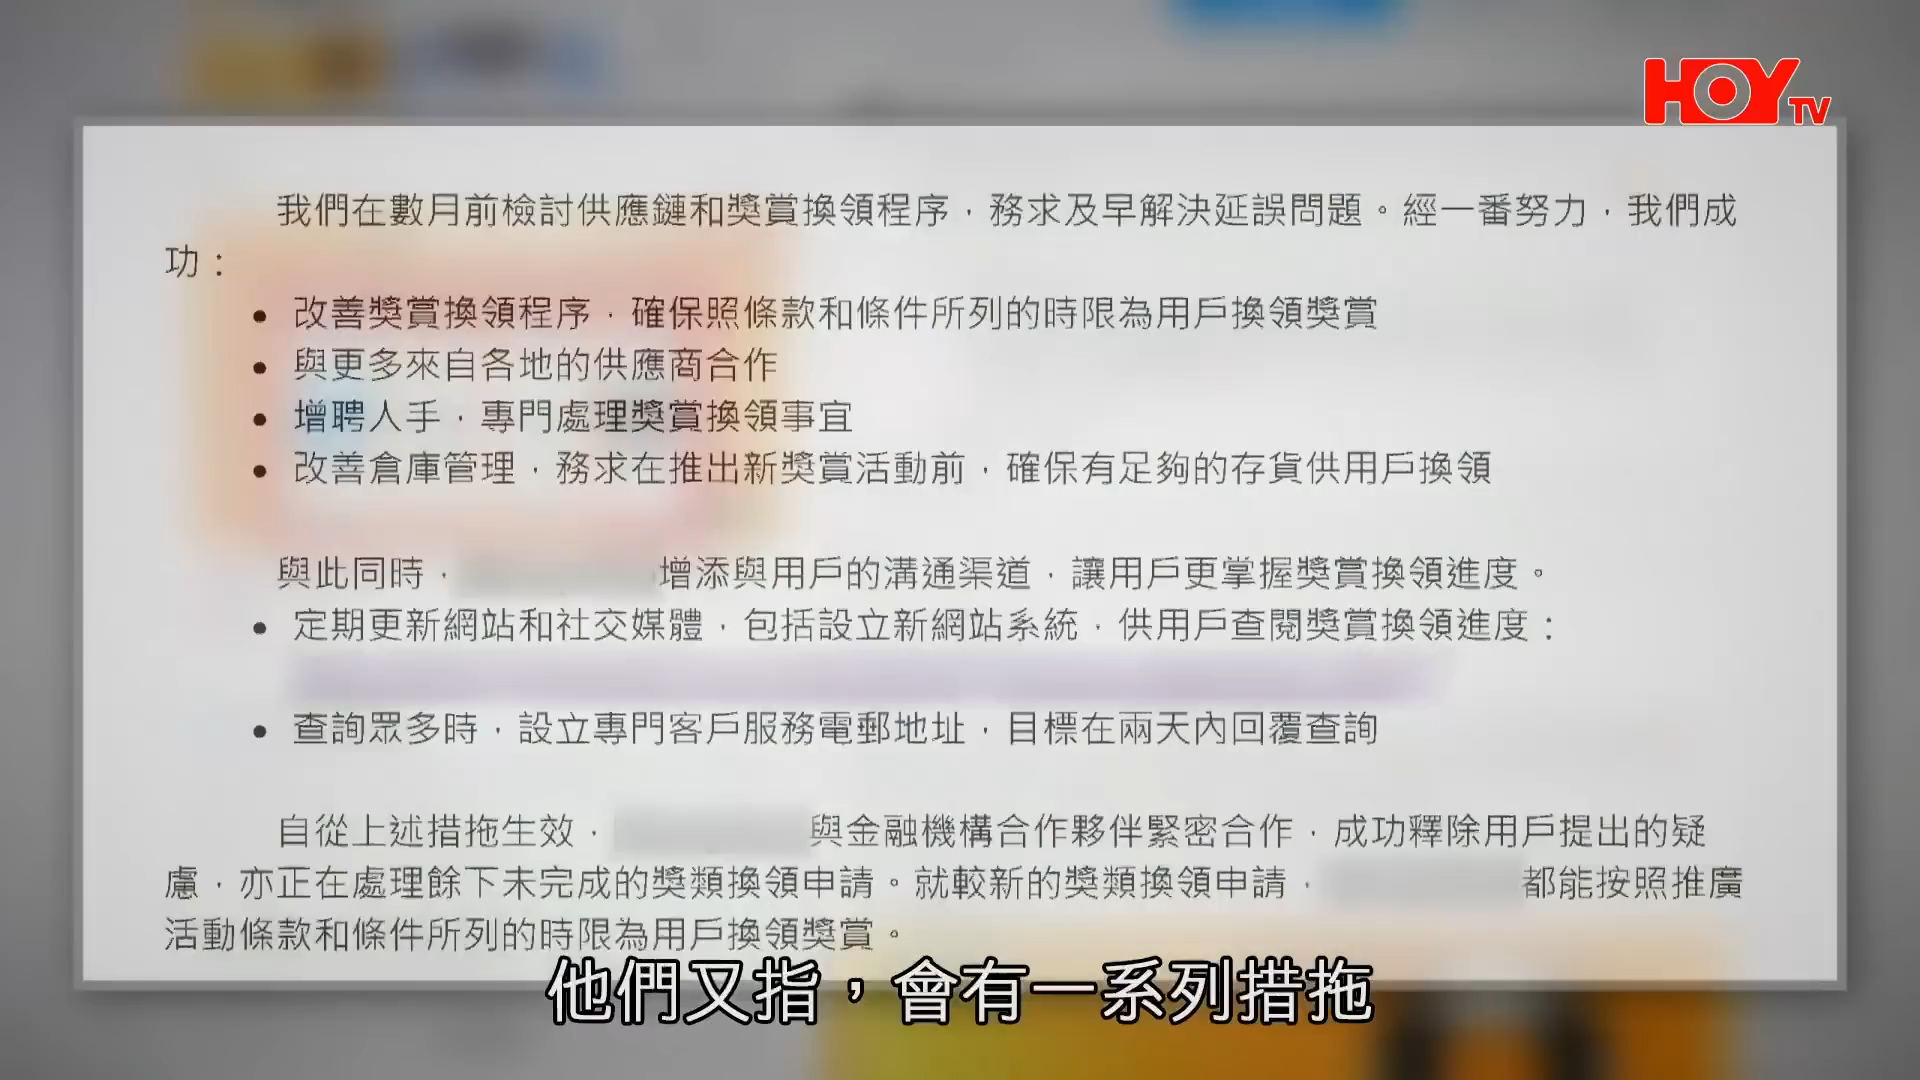 HOY TV
我們在數月前檢討供應鏈和獎賞換領程序，務求及早解決延誤問題。經一番努力，我們成
功：
• 改善獎賞換領程序，確保照條款和條件所列的時限為用戶換領獎賞
• 與更多來自各地的供應商合作
• 增聘人手，專門處理獎賞換領事宜
• 改善倉庫管理，務求在推出新獎賞活動前，確保有足夠的存貨供用戶換領
與此同時， 增添與用戶的溝通渠道，讓用戶更掌握獎賞換領進度。
• 定期更新網站和社交媒體，包括設立新網站系統，供用戶查閱獎賞換領進度：
• 查詢眾多時，設立專門客戶服務電郵地址，目標在兩天內回覆查詢
自從上述措拖生效， 與金融機構合作夥伴緊密合作，成功釋除用戶提出的疑
慮，亦正在處理餘下未完成的獎類換領申請。就較新的獎類換領申請， 都能按照推廣
活動條款和條件所列的時限為用戶換領獎賞。
他們又指，會有一系列措拖